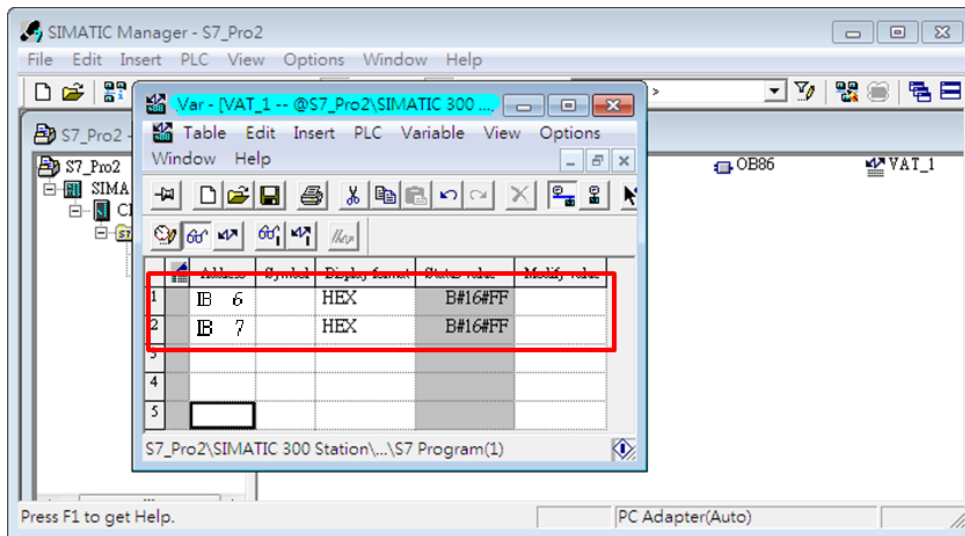 SIMATIC Manager - S7_Pro2
File Edit Insert PLC View Options Window Help
Var - [VAT_1 -- @S7_Pro2\SIMATIC 300 ...
>
S7_Pro2 -
Table Edit Insert PLC Variable View Options
Window Help
S7_Pro2
SIMA
OB86
VAT_1
Address Symbol Display format Status value Modify value
1 IB 6 HEX B#16#FF
2 IB 7 HEX B#16#FF
3
4
5
S7_Pro2\SIMATIC 300 Station\...\S7 Program(1)
Press F1 to get Help.
PC Adapter(Auto)